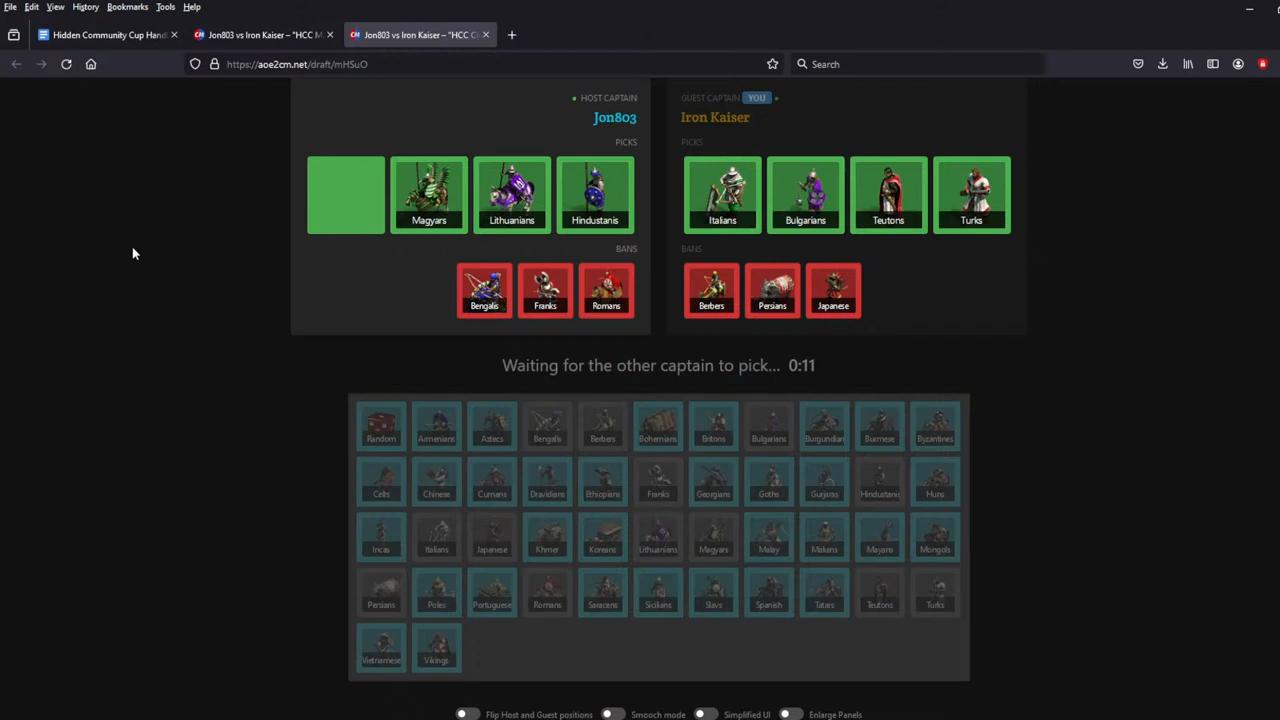 File Edit View History Bookmarks Tools Help
Hidden Community Cup Handb Jon803 vs Iron Kaiser – "HCC M Jon803 vs Iron Kaiser – "HCC Ci
https://aoe2cm.net/draft/mHSuO Search
HOST CAPTAIN
Jon803
PICKS
Magyars Lithuanians Hindustanis
BANS
Bengalis Franks Romans
GUEST CAPTAIN YOU
Iron Kaiser
PICKS
Italians Bulgarians Teutons Turks
BANS
Berbers Persians Japanese
Waiting for the other captain to pick... 0:11
Random Armenians Aztecs Bengalis Berbers Bohemians Britons Bulgarians Burgundian Burmese Byzantines
Celts Chinese Cumans Dravidians Ethiopians Franks Georgians Goths Gurjaras Hindustanis Huns
Incas Italians Japanese Khmer Koreans Lithuanians Magyars Malay Malians Mayans Mongols
Persians Poles Portuguese Romans Saracens Sicilians Slavs Spanish Tatars Teutons Turks
Vietnamese Vikings
Flip Host and Guest positions Smooch mode Simplified UI Enlarge Panels